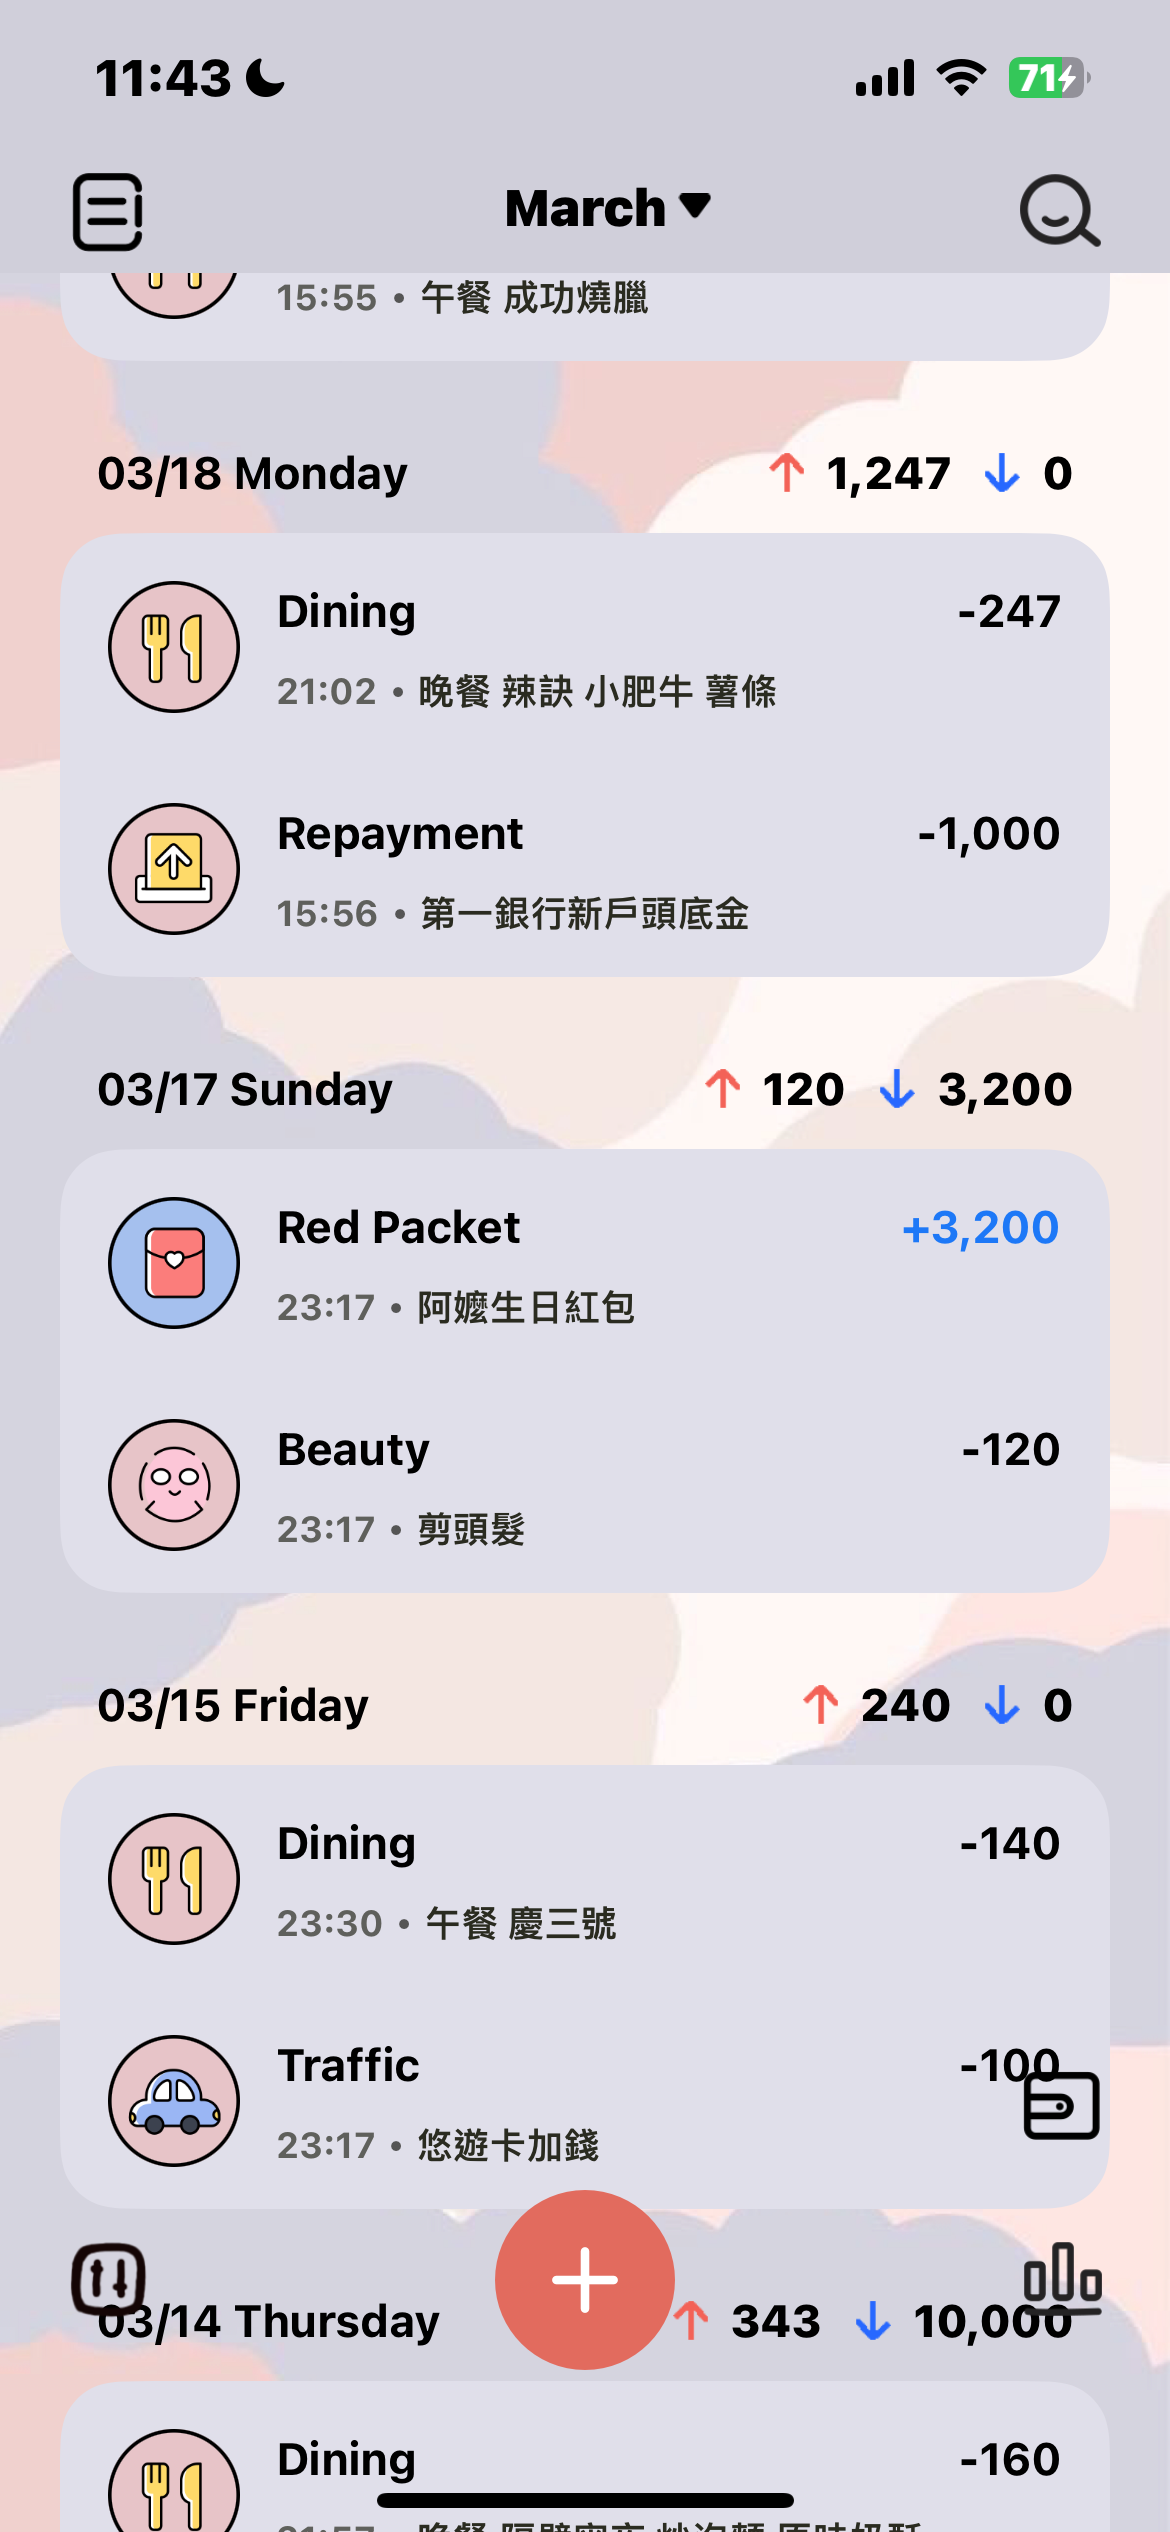 11:43
71
March
15:55 • 午餐 成功燒臘
03/18 Monday ↑ 1,247 ↓ 0
Dining -247
21:02 • 晚餐 辣訣 小肥牛 薯條
Repayment -1,000
15:56 • 第一銀行新戶頭底金
03/17 Sunday ↑ 120 ↓ 3,200
Red Packet +3,200
23:17 • 阿嬤生日紅包
Beauty -120
23:17 • 剪頭髮
03/15 Friday ↑ 240 ↓ 0
Dining -140
23:30 • 午餐 慶三號
Traffic -100
23:17 • 悠遊卡加錢
03/14 Thursday ↑ 343 ↓ 10,000
Dining -160